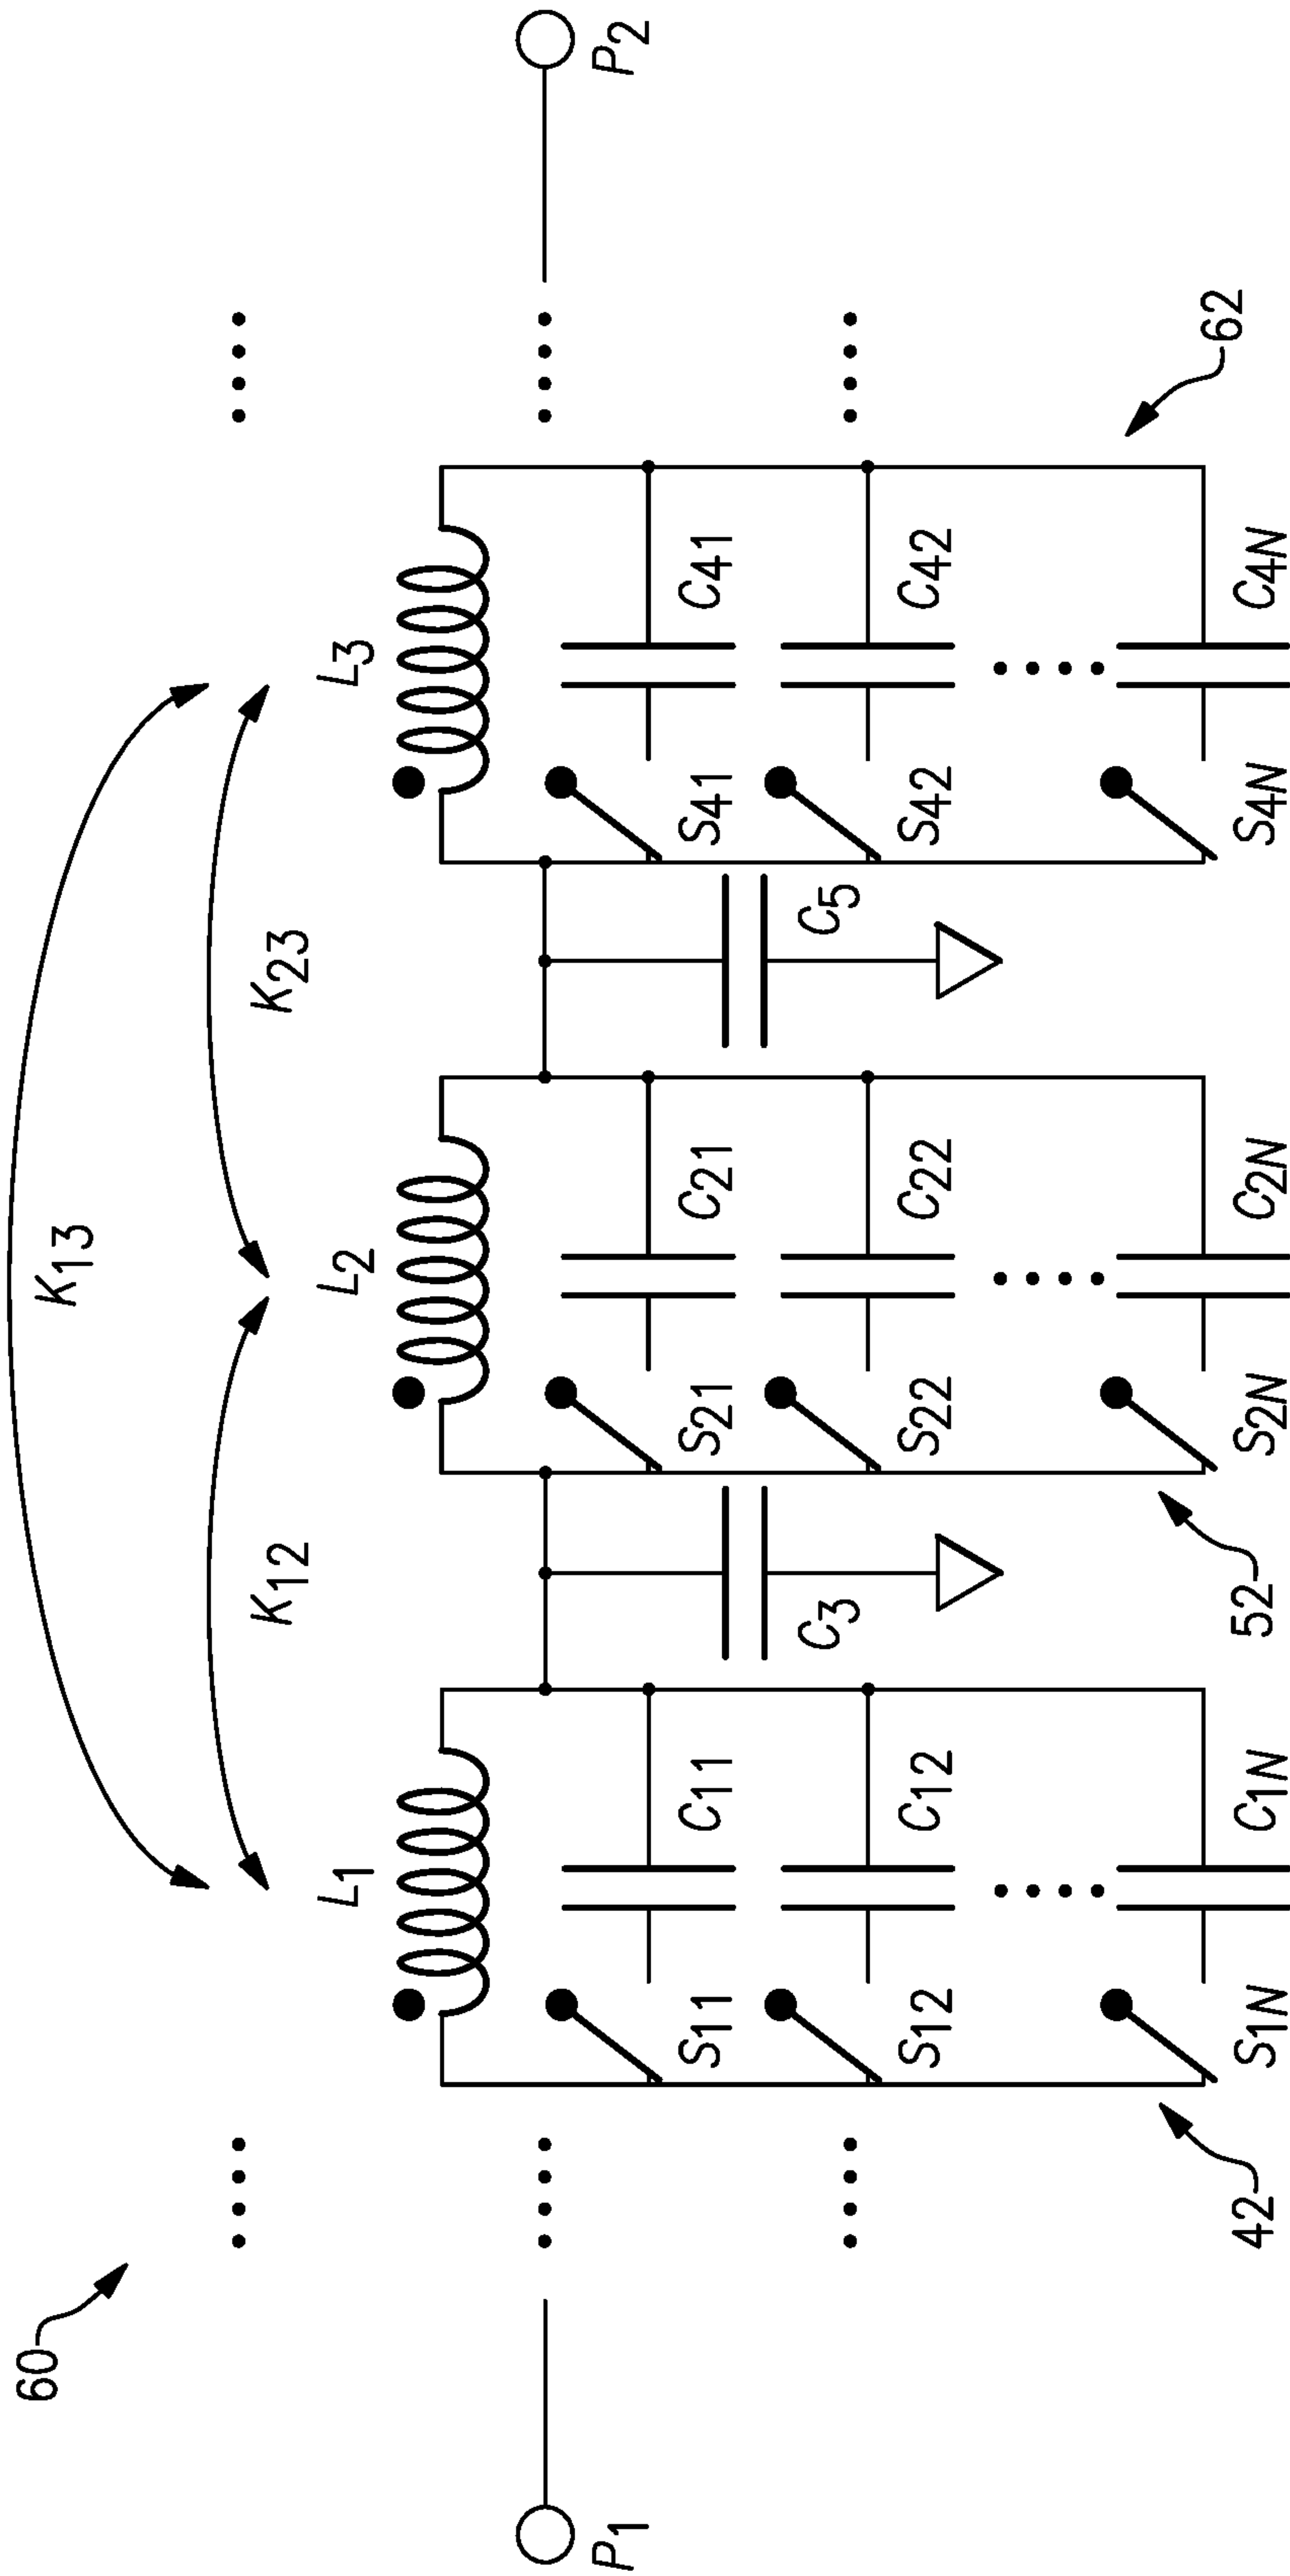 60
K13
K12
K23
L1
L2
L3
P1
P2
S11
C11
S21
C21
S41
C41
C3
C5
S12
C12
S22
C22
S42
C42
S1N
C1N
S2N
C2N
S4N
C4N
42
52
62